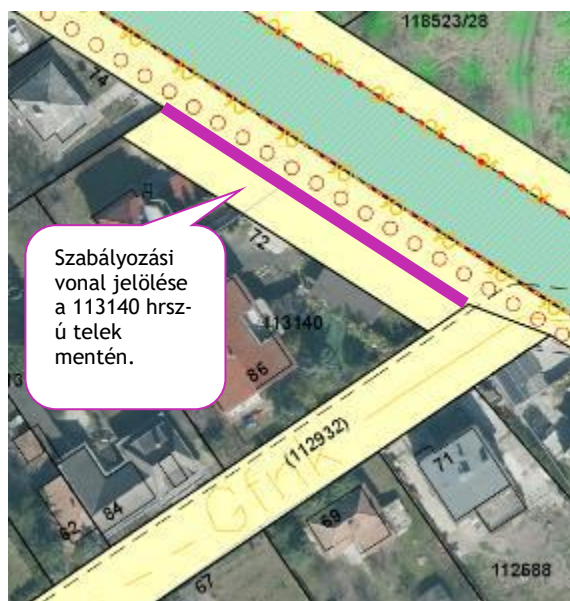 118523/28
74
Szabályozási
vonal jelölése
a 113140 hrsz-
ú telek
mentén.
72
113140
86
(112932)
71
84
62
69
67
112688